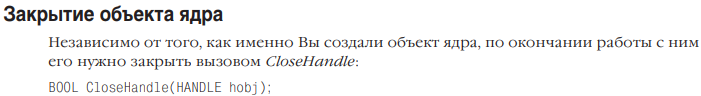 Закрытие объекта ядра
Независимо от того, как именно Вы создали объект ядра, по окончании работы с ним
его нужно закрыть вызовом CloseHandle:
BOOL CloseHandle(HANDLE hobj);